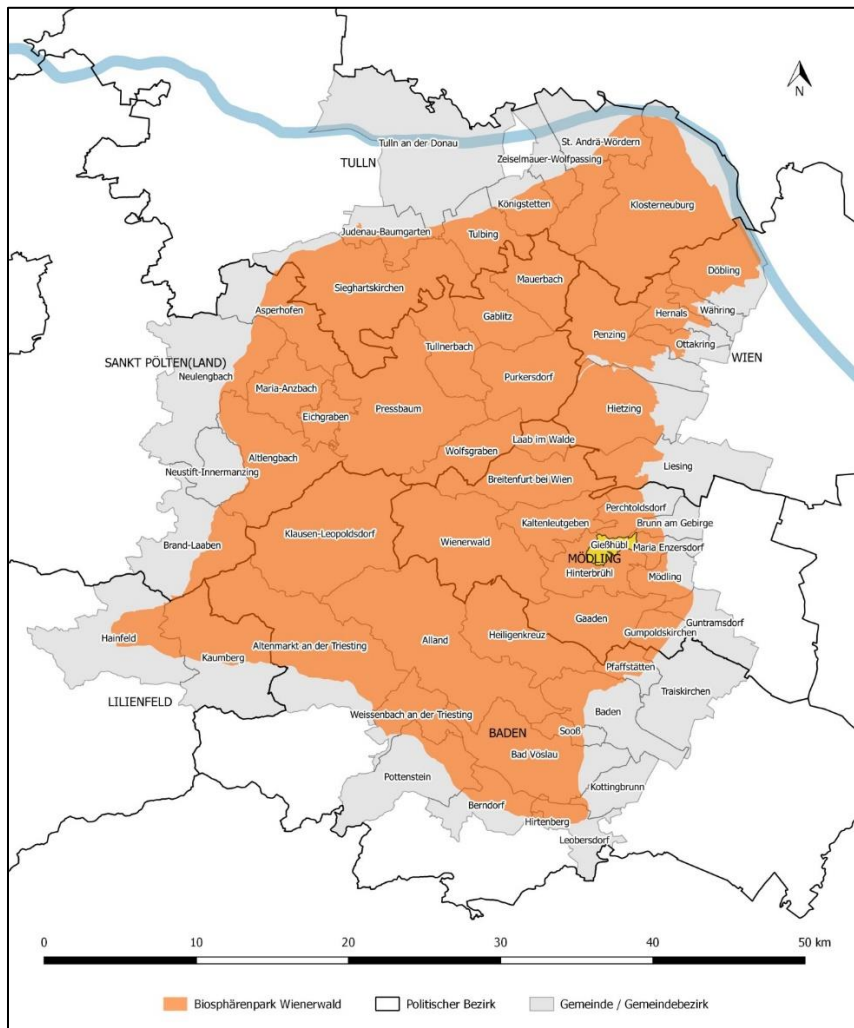 N
St. Andrä-Wördern
Tulln an der Donau
Zeiselmauer-Wolfpassing
TULLN
Königstetten
Klosterneuburg
Judenau-Baumgarten
Tulbing
Döbling
Mauerbach
Sieghartskirchen
Asperhofen
Gablitz
Hernals
Währing
Penzing
Ottakring
Tullnerbach
WIEN
SANKT PÖLTEN(LAND)
Neulengbach
Purkersdorf
Maria-Anzbach
Hietzing
Pressbaum
Eichgraben
Laab im Walde
Wolfsgraben
Altlengbach
Liesing
Neustift-Innermanzing
Breitenfurt bei Wien
Perchtoldsdorf
Kaltenleutgeben
Brunn am Gebirge
Klausen-Leopoldsdorf
Wienerwald
Gießhübl
Maria Enzersdorf
Brand-Laaben
MÖDLING
Hinterbrühl
Mödling
Gaaden
Guntramsdorf
Hainfeld
Alland
Heiligenkreuz
Gumpoldskirchen
Altenmarkt an der Triesting
Kaumberg
Pfaffstätten
Traiskirchen
LILIENFELD
Weissenbach an der Triesting
Baden
BADEN
Sooß
Bad Vöslau
Pottenstein
Kottingbrunn
Berndorf
Hirtenberg
Leobersdorf
0 10 20 30 40 50 km
Biosphärenpark Wienerwald Politischer Bezirk Gemeinde / Gemeindebezirk